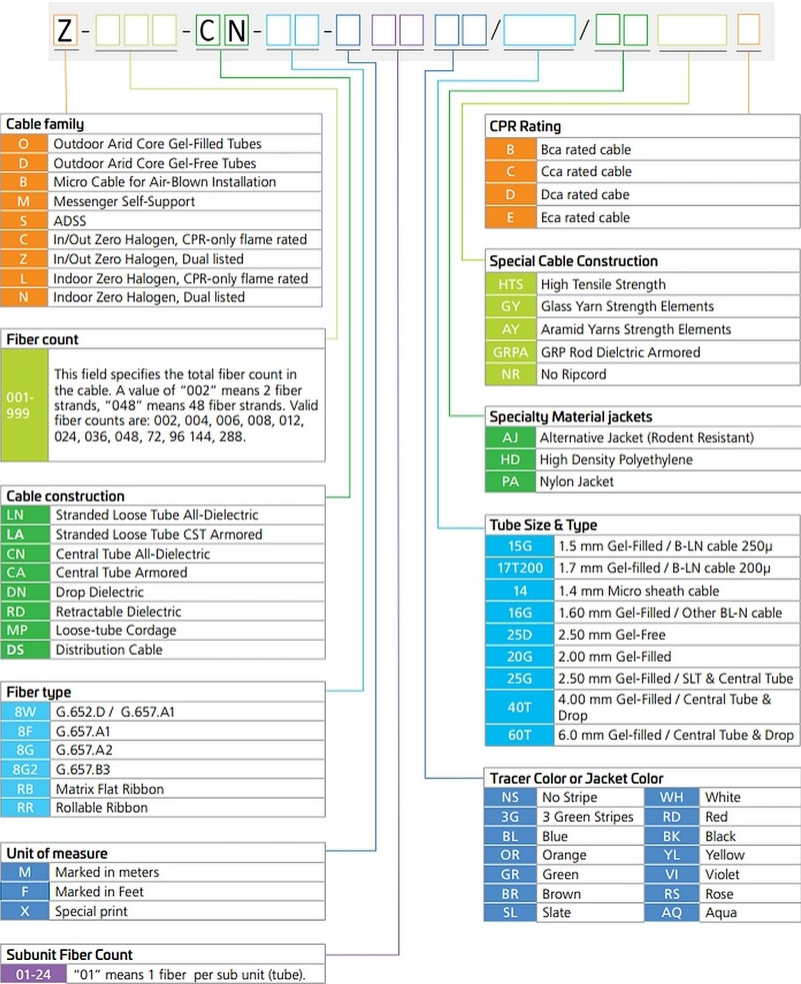 Z - - C N - - / /
Cable family
O Outdoor Arid Core Gel-Filled Tubes
D Outdoor Arid Core Gel-Free Tubes
B Micro Cable for Air-Blown Installation
M Messenger Self-Support
S ADSS
C In/Out Zero Halogen, CPR-only flame rated
Z In/Out Zero Halogen, Dual listed
L Indoor Zero Halogen, CPR-only flame rated
N Indoor Zero Halogen, Dual listed
Fiber count
001-
999
This field specifies the total fiber count in
the cable. A value of "002" means 2 fiber
strands, "048" means 48 fiber strands. Valid
fiber counts are: 002, 004, 006, 008, 012,
024, 036, 048, 72, 96 144, 288.
Cable construction
LN Stranded Loose Tube All-Dielectric
LA Stranded Loose Tube CST Armored
CN Central Tube All-Dielectric
CA Central Tube Armored
DN Drop Dielectric
RD Retractable Dielectric
MP Loose-tube Cordage
DS Distribution Cable
Fiber type
8W G.652.D / G.657.A1
8F G.657.A1
8G G.657.A2
8G2 G.657.B3
RB Matrix Flat Ribbon
RR Rollable Ribbon
Unit of measure
M Marked in meters
F Marked in Feet
X Special print
Subunit Fiber Count
01-24 "01" means 1 fiber per sub unit (tube).
CPR Rating
B Bca rated cable
C Cca rated cable
D Dca rated cabe
E Eca rated cable
Special Cable Construction
HTS High Tensile Strength
GY Glass Yarn Strength Elements
AY Aramid Yarns Strength Elements
GRPA GRP Rod Dielctric Armored
NR No Ripcord
Specialty Material jackets
AJ Alternative Jacket (Rodent Resistant)
HD High Density Polyethylene
PA Nylon Jacket
Tube Size & Type
15G 1.5 mm Gel-Filled / B-LN cable 250µ
17T200 1.7 mm Gel-filled / B-LN cable 200µ
14 1.4 mm Micro sheath cable
16G 1.60 mm Gel-Filled / Other BL-N cable
25D 2.50 mm Gel-Free
20G 2.00 mm Gel-Filled
25G 2.50 mm Gel-Filled / SLT & Central Tube
40T 4.00 mm Gel-Filled / Central Tube &
Drop
60T 6.0 mm Gel-filled / Central Tube & Drop
Tracer Color or Jacket Color
NS No Stripe WH White
3G 3 Green Stripes RD Red
BL Blue BK Black
OR Orange YL Yellow
GR Green VI Violet
BR Brown RS Rose
SL Slate AQ Aqua